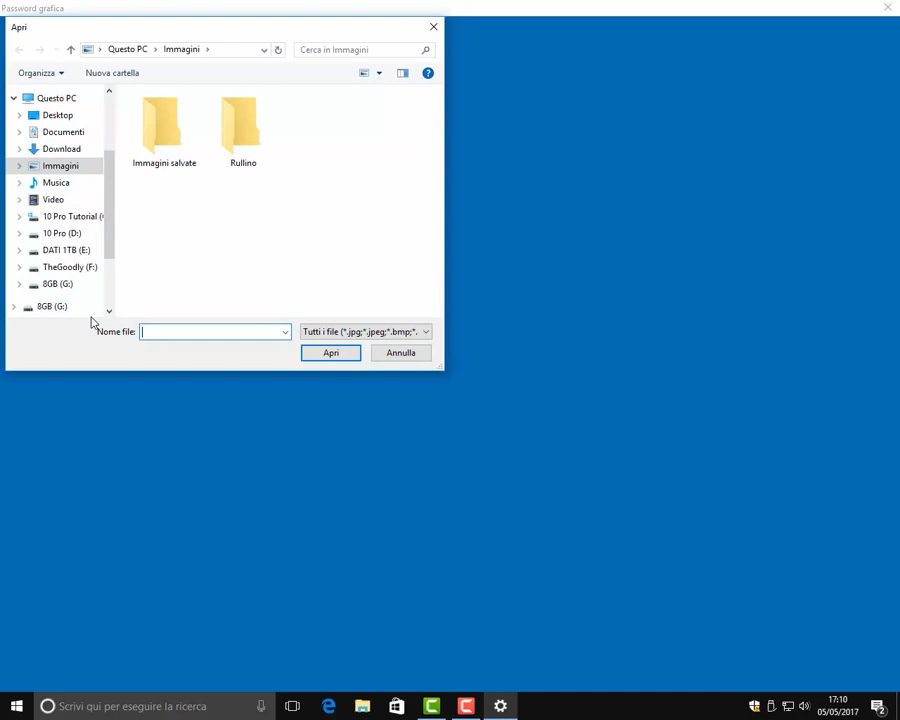 Password grafica
Apri
Questo PC > Immagini >
Cerca in Immagini
Organizza
Nuova cartella
Questo PC
Desktop
Documenti
Download
Immagini
Musica
Video
10 Pro Tutorial (
10 Pro (D:)
DATI 1TB (E:)
TheGoodly (F:)
8GB (G:)
8GB (G:)
Immagini salvate
Rullino
Nome file:
Tutti i file (*.jpg;*.jpeg;*.bmp;*.
Apri
Annulla
Scrivi qui per eseguire la ricerca
17:10
05/05/2017
2